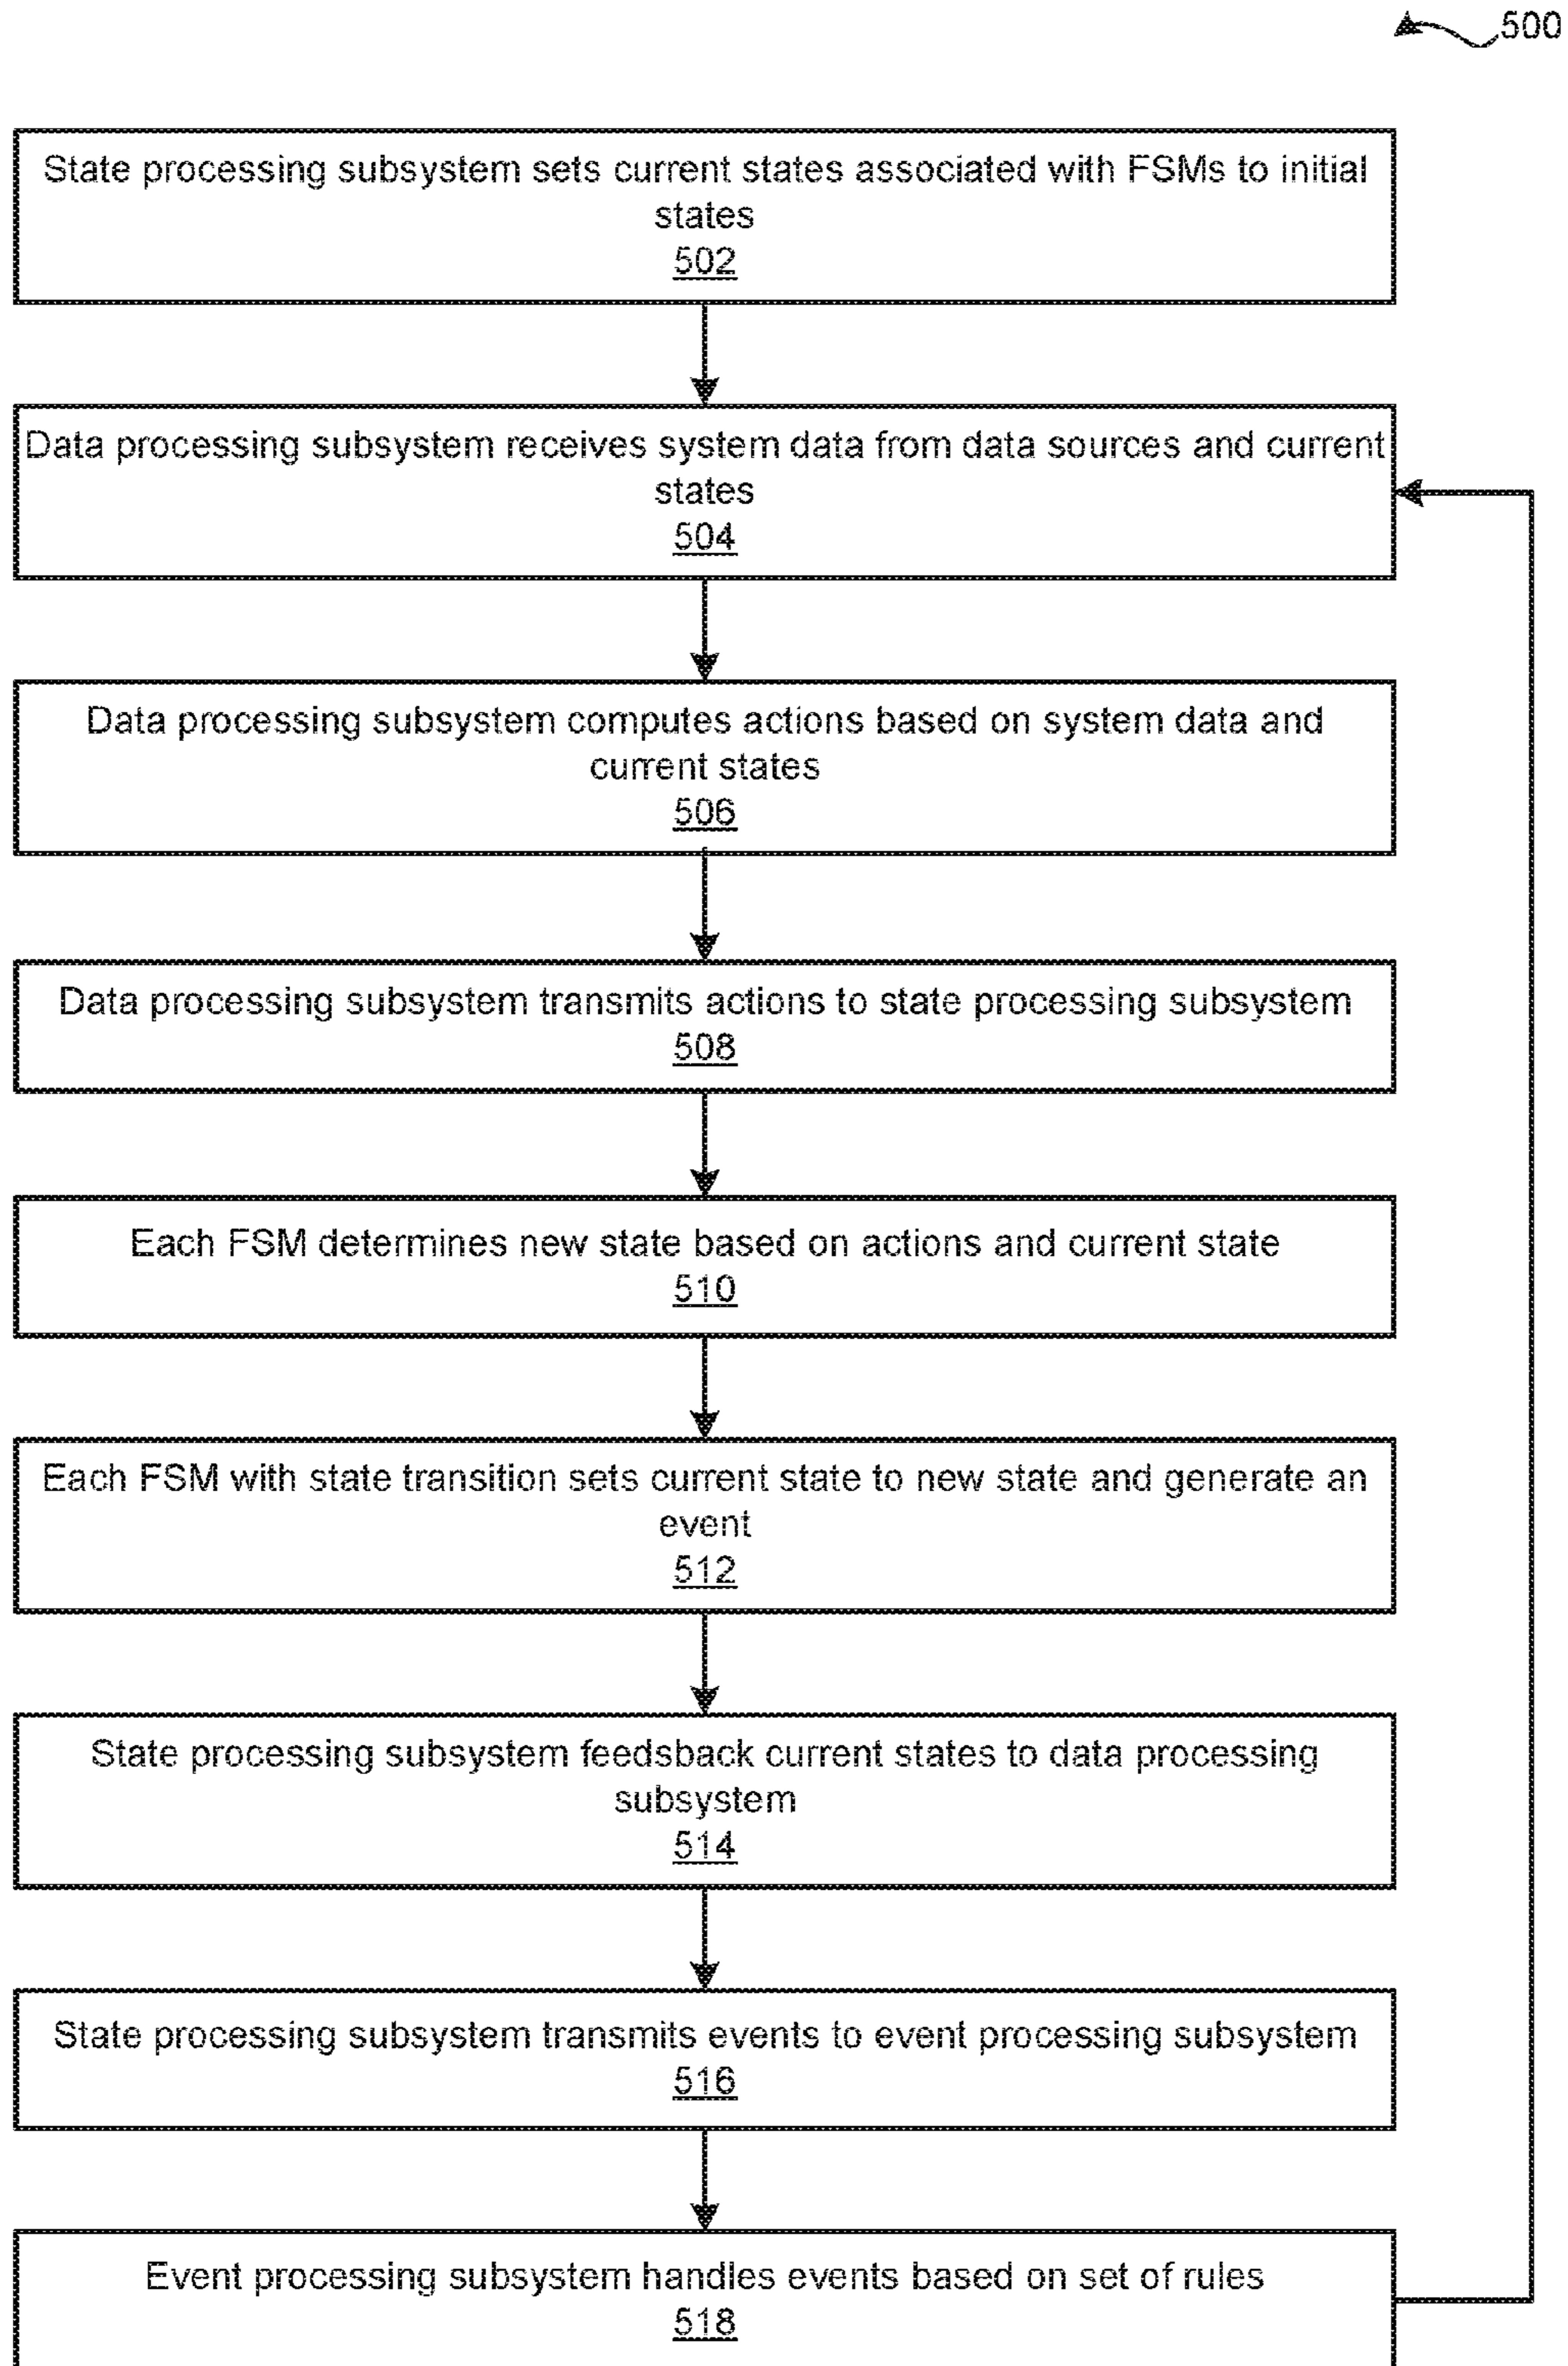 500
State processing subsystem sets current states associated with FSMs to initial
states
502
Data processing subsystem receives system data from data sources and current
states
504
Data processing subsystem computes actions based on system data and
current states
506
Data processing subsystem transmits actions to state processing subsystem
508
Each FSM determines new state based on actions and current state
510
Each FSM with state transition sets current state to new state and generate an
event
512
State processing subsystem feedsback current states to data processing
subsystem
514
State processing subsystem transmits events to event processing subsystem
516
Event processing subsystem handles events based on set of rules
518